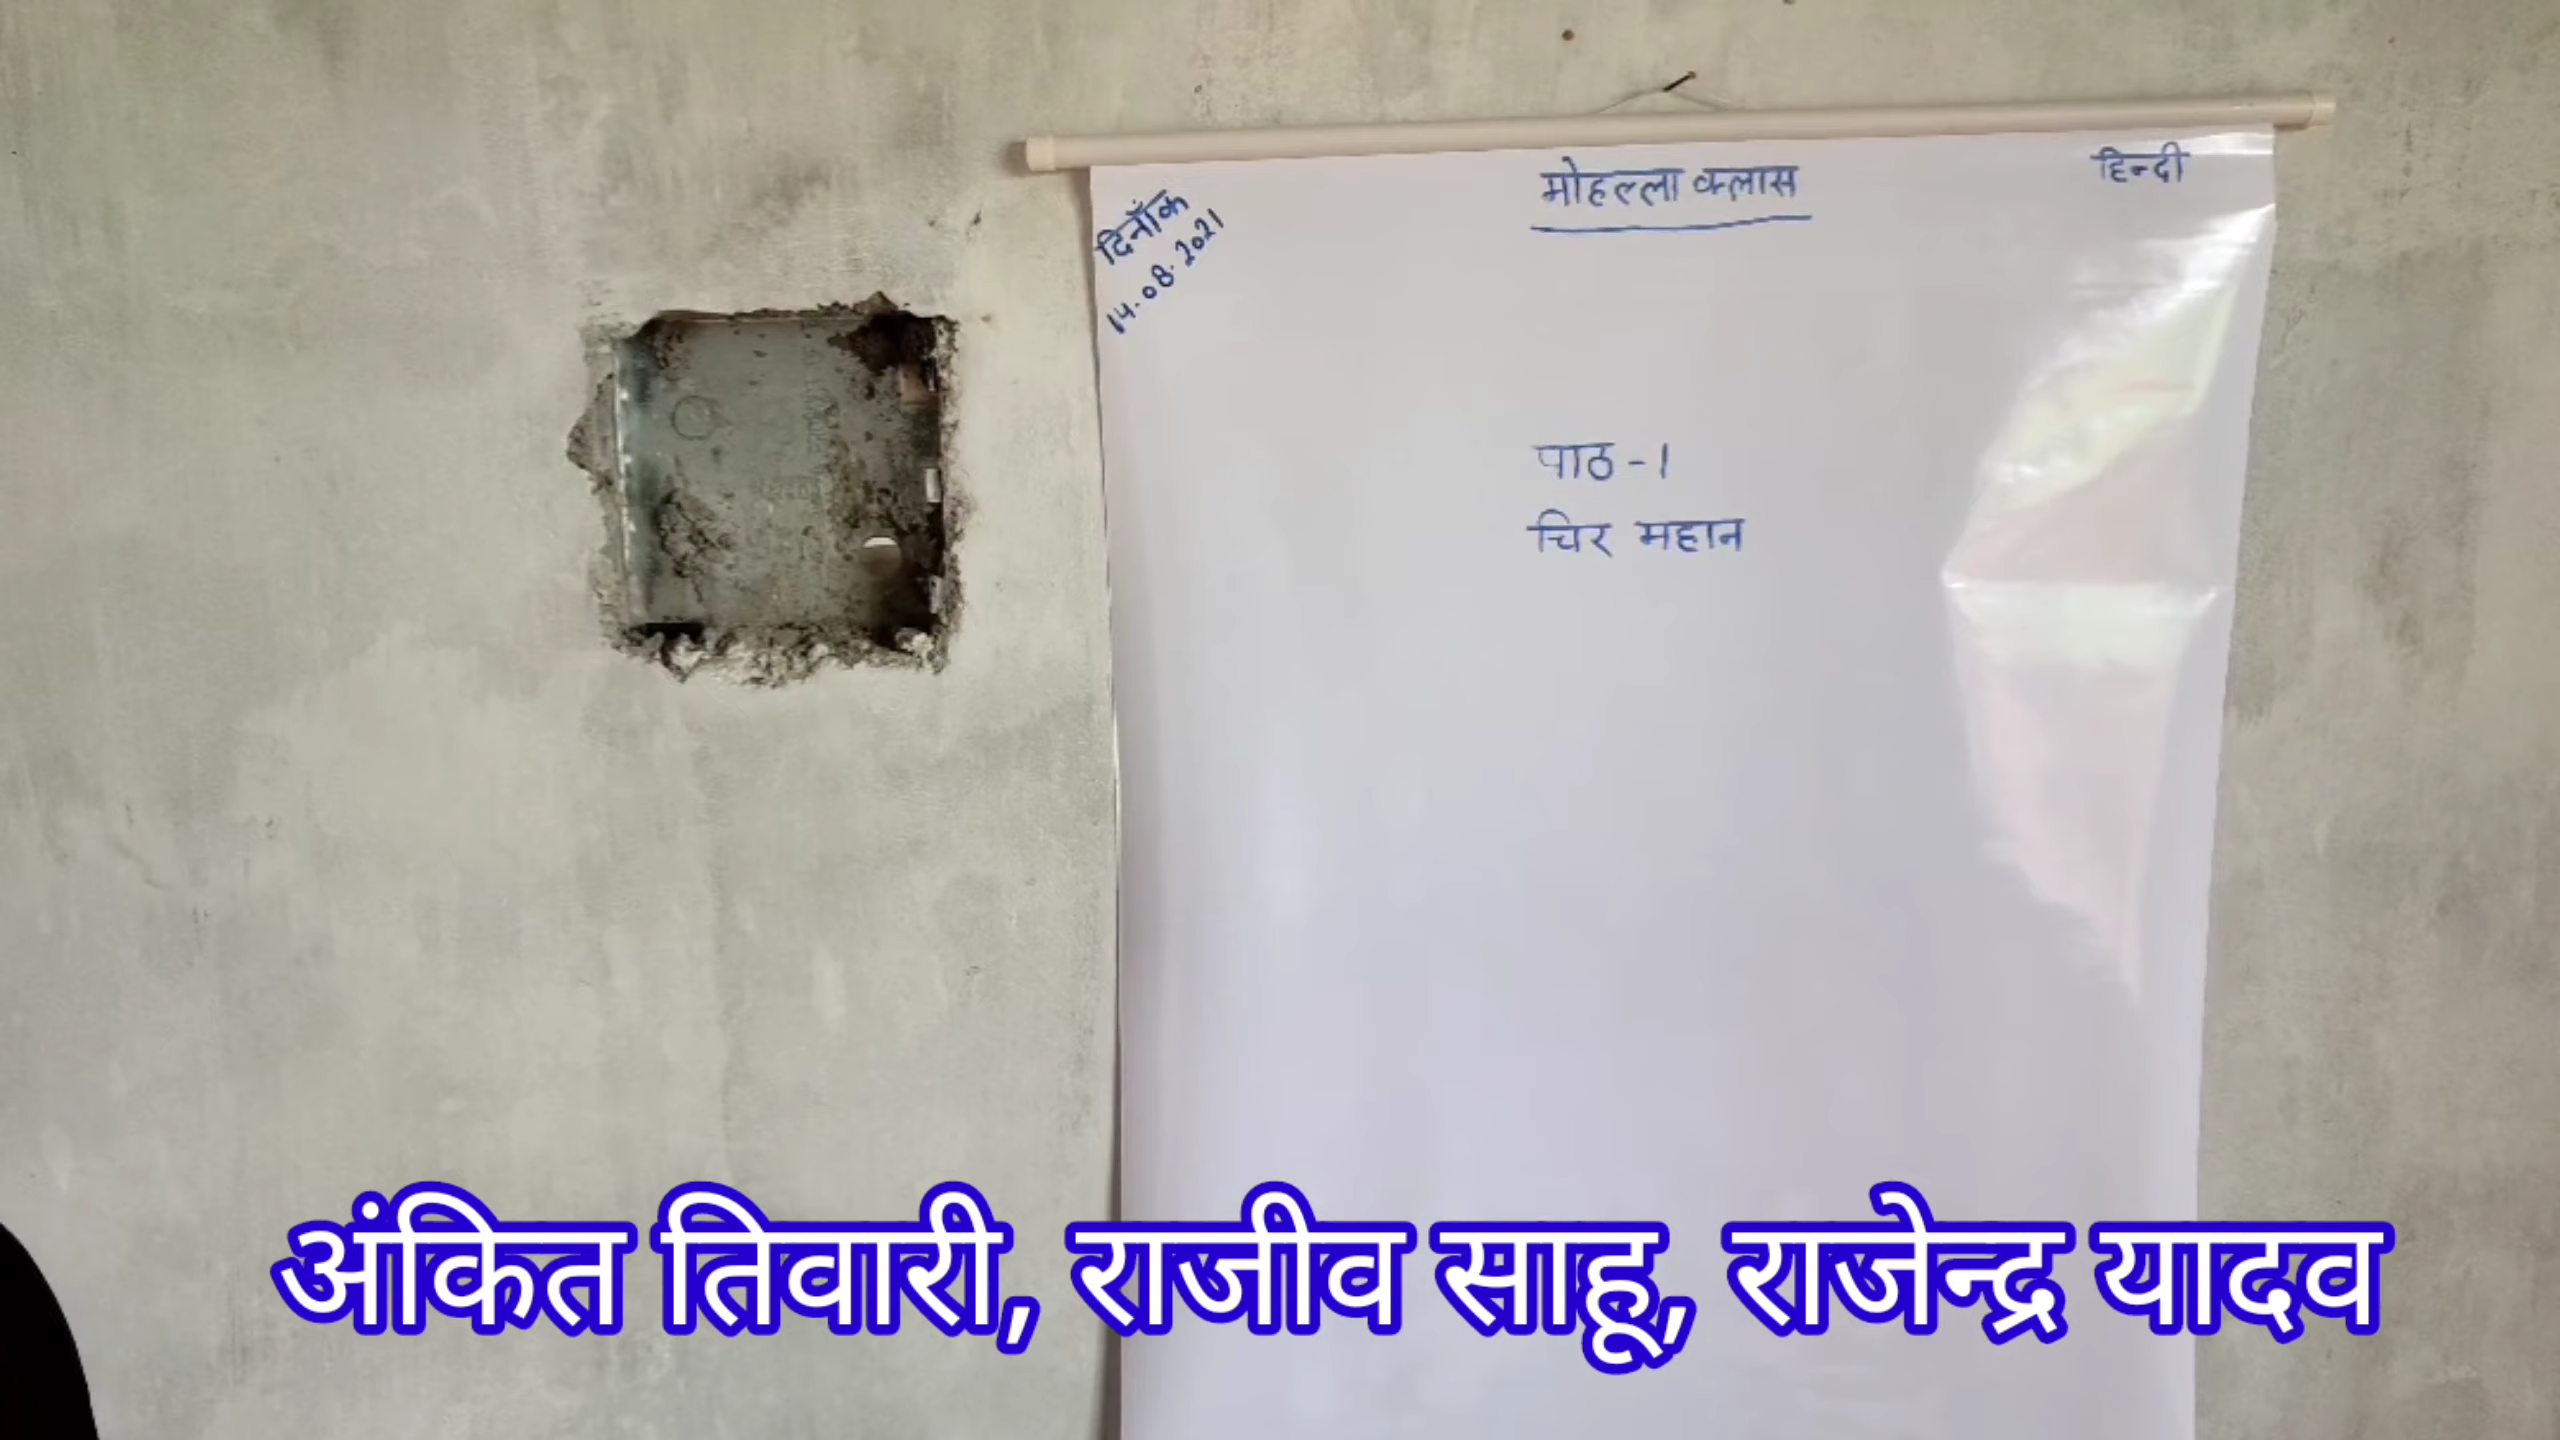 मोहल्ला क्लास
हिन्दी
दिनाँक
14.08.2021
पाठ-1
चिर महान
अंकित तिवारी, राजीव साहू, राजेन्द्र यादव